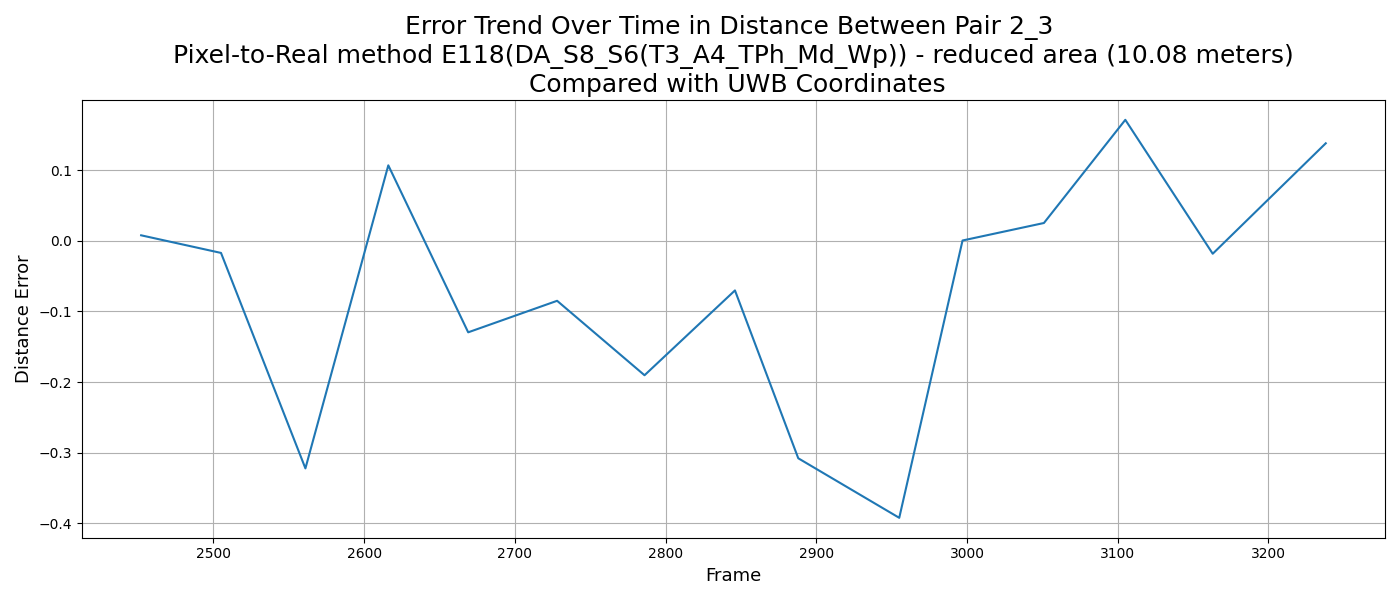 Error Trend Over Time in Distance Between Pair 2_3
Pixel-to-Real method E118(DA_S8_S6(T3_A4_TPh_Md_Wp)) - reduced area (10.08 meters)
Compared with UWB Coordinates
Distance Error
0.1
0.0
−0.1
−0.2
−0.3
−0.4
2500
2600
2700
2800
2900
3000
3100
3200
Frame